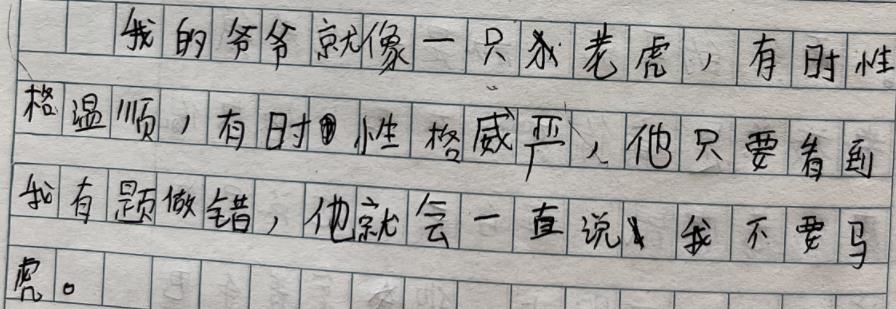 我的爷爷就像一只老虎，有时性
格温顺，有时性格威严，他只要看到
我有题做错，他就会一直说我不要马
虎。